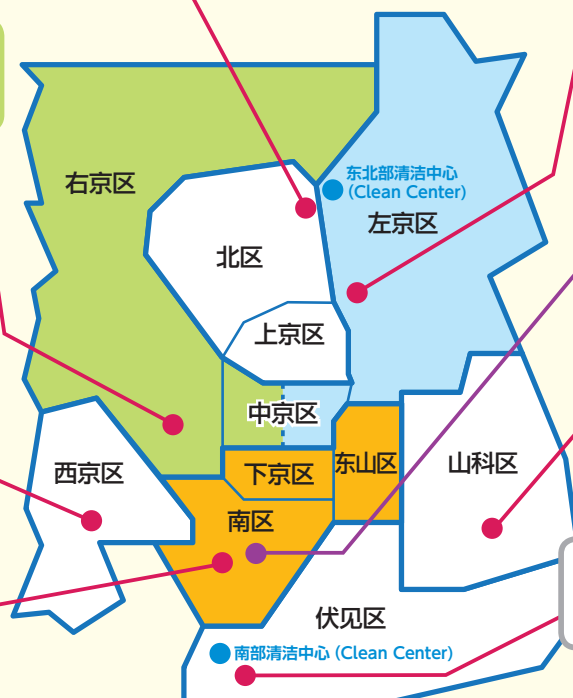 东北部清洁中心
(Clean Center)
右京区
左京区
北区
上京区
中京区
西京区
下京区
东山区
山科区
南区
伏见区
南部清洁中心 (Clean Center)